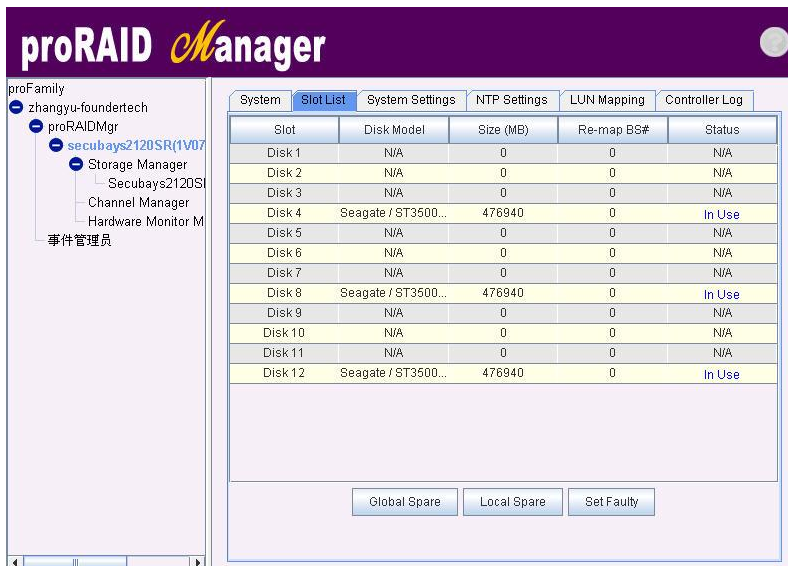 proRAID Manager
?
proFamily
zhangyu-foundertech
proRAIDMgr
secubays2120SR(1V07
Storage Manager
Secubays2120S
Channel Manager
Hardware Monitor M
事件管理员
System Slot List System Settings NTP Settings LUN Mapping Controller Log
Slot Disk Model Size (MB) Re-map BS# Status
Disk 1 N/A 0 0 N/A
Disk 2 N/A 0 0 N/A
Disk 3 N/A 0 0 N/A
Disk 4 Seagate / ST3500... 476940 0 In Use
Disk 5 N/A 0 0 N/A
Disk 6 N/A 0 0 N/A
Disk 7 N/A 0 0 N/A
Disk 8 Seagate / ST3500... 476940 0 In Use
Disk 9 N/A 0 0 N/A
Disk 10 N/A 0 0 N/A
Disk 11 N/A 0 0 N/A
Disk 12 Seagate / ST3500... 476940 0 In Use
Global Spare Local Spare Set Faulty